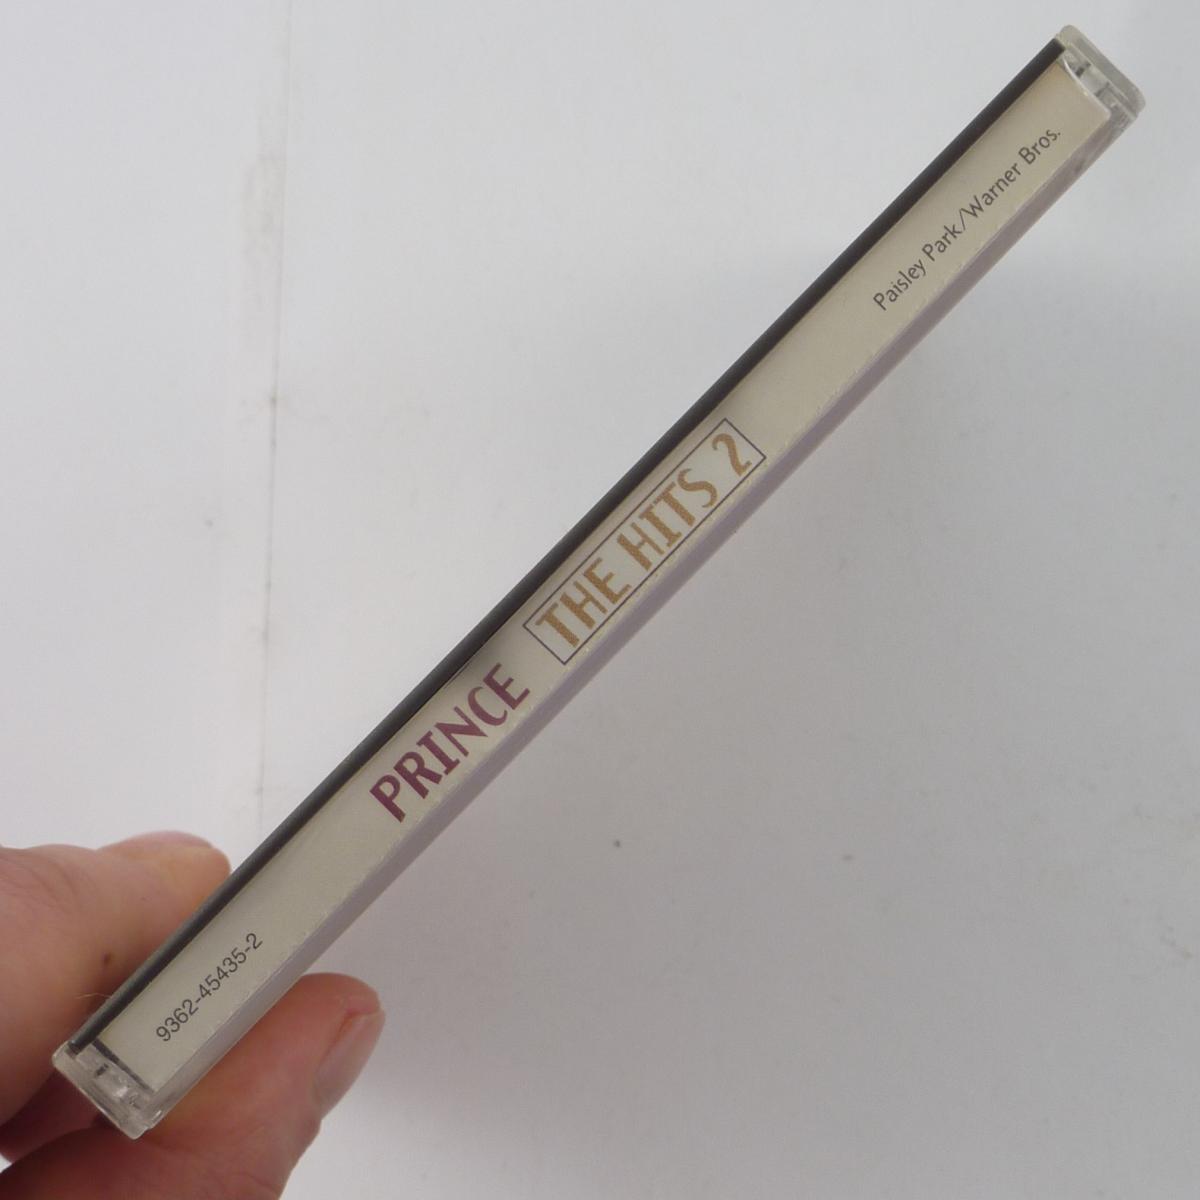 9362-45435-2
PRINCE
THE HITS 2
Paisley Park/Warner Bros.